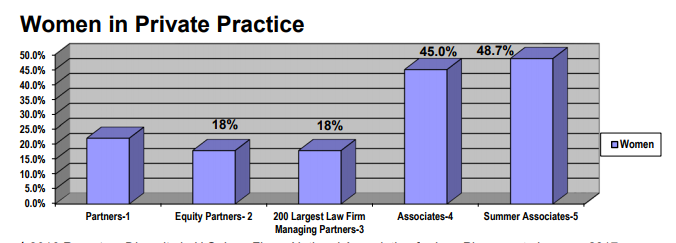 Women in Private Practice
50.0%
45.0%
40.0%
35.0%
30.0%
25.0%
20.0%
15.0%
10.0%
5.0%
0.0%
18%
18%
45.0%
48.7%
Partners-1
Equity Partners- 2
200 Largest Law Firm
Managing Partners-3
Associates-4
Summer Associates-5
Women